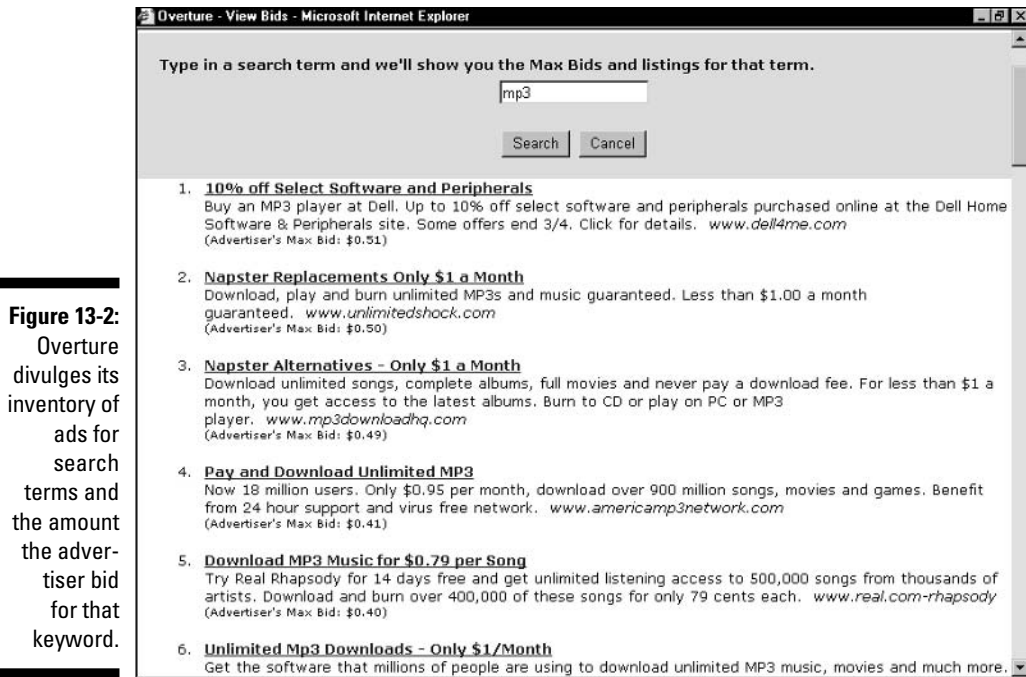 Overture - View Bids - Microsoft Internet Explorer
Type in a search term and we'll show you the Max Bids and listings for that term.
mp3
Search Cancel
1. 10% off Select Software and Peripherals
Buy an MP3 player at Dell. Up to 10% off select software and peripherals purchased online at the Dell Home
Software & Peripherals site. Some offers end 3/4. Click for details. www.dell4me.com
(Advertiser's Max Bid: $0.51)
2. Napster Replacements Only $1 a Month
Download, play and burn unlimited MP3s and music guaranteed. Less than $1.00 a month
guaranteed. www.unlimitedshock.com
(Advertiser's Max Bid: $0.50)
3. Napster Alternatives - Only $1 a Month
Download unlimited songs, complete albums, full movies and never pay a download fee. For less than $1 a
month, you get access to the latest albums. Burn to CD or play on PC or MP3
player. www.mp3downloadhq.com
(Advertiser's Max Bid: $0.49)
4. Pay and Download Unlimited MP3
Now 18 million users. Only $0.95 per month, download over 900 million songs, movies and games. Benefit
from 24 hour support and virus free network. www.americamp3network.com
(Advertiser's Max Bid: $0.41)
5. Download MP3 Music for $0.79 per Song
Try Real Rhapsody for 14 days free and get unlimited listening access to 500,000 songs from thousands of
artists. Download and burn over 400,000 of these songs for only 79 cents each. www.real.com-rhapsody
(Advertiser's Max Bid: $0.40)
6. Unlimited Mp3 Downloads - Only $1/Month
Get the software that millions of people are using to download unlimited MP3 music, movies and much more.
Figure 13-2:
Overture
divulges its
inventory of
ads for
search
terms and
the amount
the adver-
tiser bid
for that
keyword.